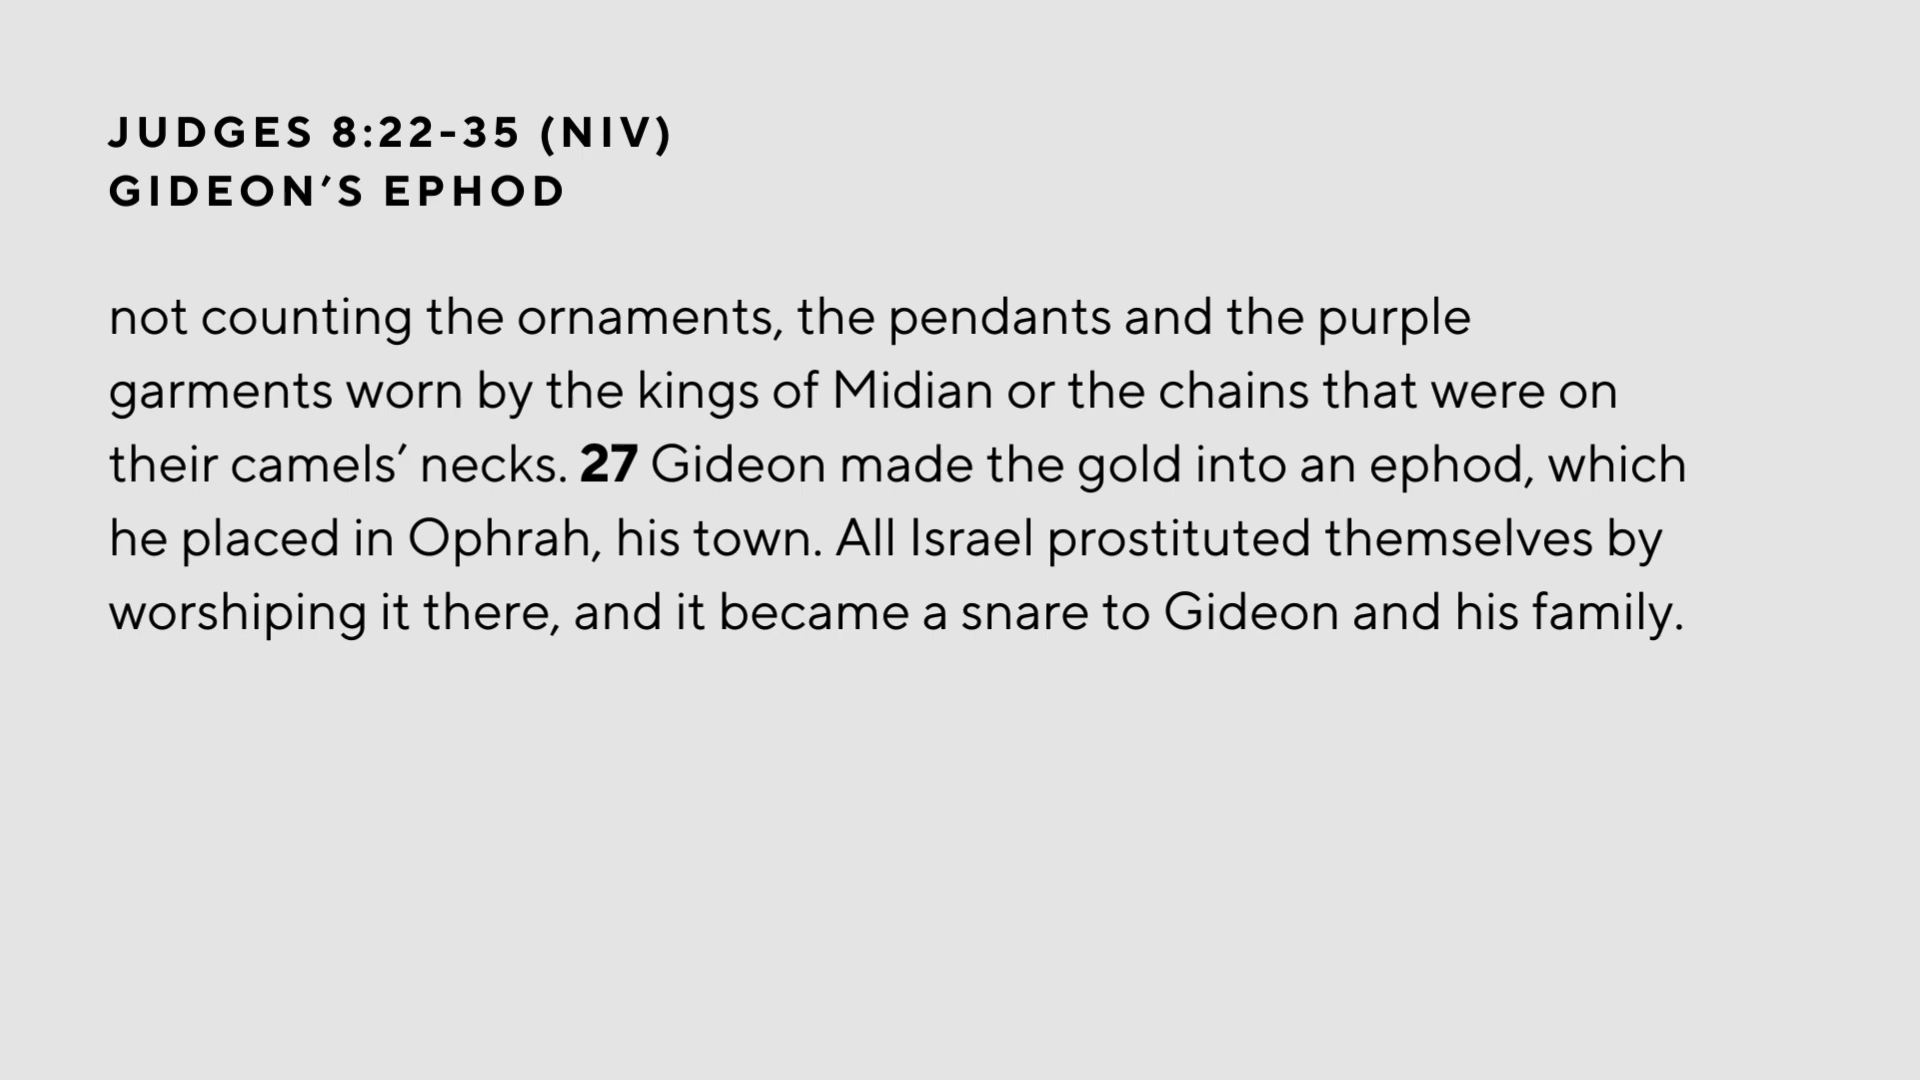 JUDGES 8:22-35 (NIV)
GIDEON’S EPHOD
not counting the ornaments, the pendants and the purple
garments worn by the kings of Midian or the chains that were on
their camels’ necks. 27 Gideon made the gold into an ephod, which
he placed in Ophrah, his town. All Israel prostituted themselves by
worshiping it there, and it became a snare to Gideon and his family.